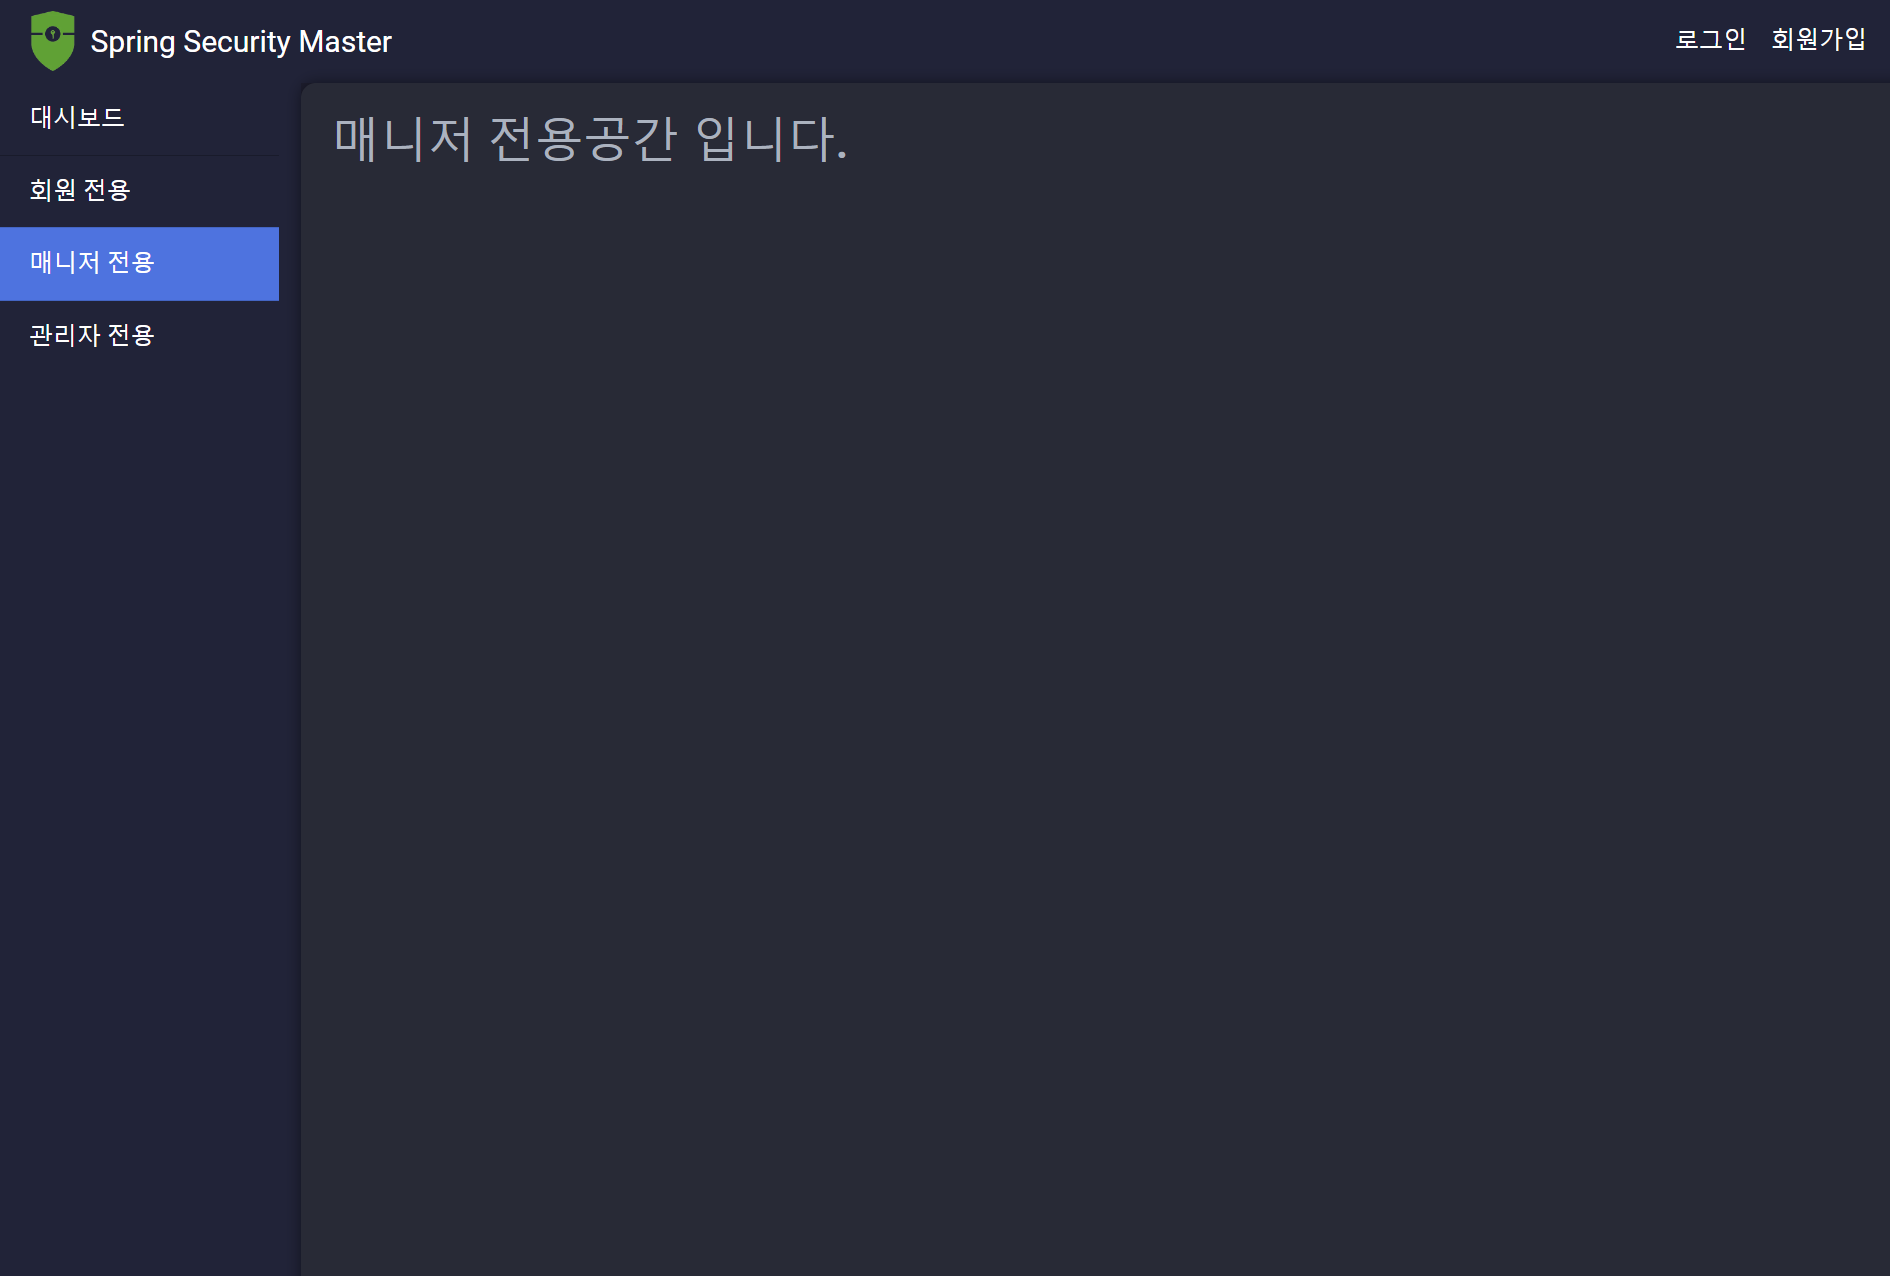 Spring Security Master
로그인 회원가입
대시보드
회원 전용
매니저 전용
관리자 전용
매니저 전용공간 입니다.